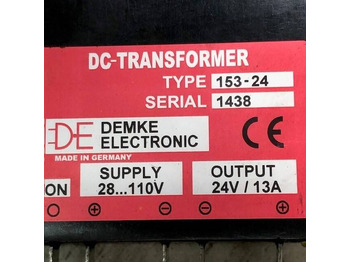 DC-TRANSFORMER
TYPE 153-24
SERIAL 1438
DE DEMKE
ELECTRONIC
CE
MADE IN GERMANY
ON SUPPLY OUTPUT
28...110V 24V / 13A